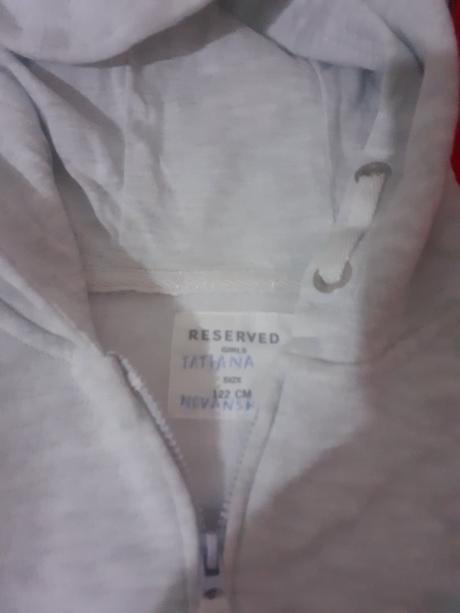 RESERVED
GIRLS
TATIANA
SIZE
122 CM